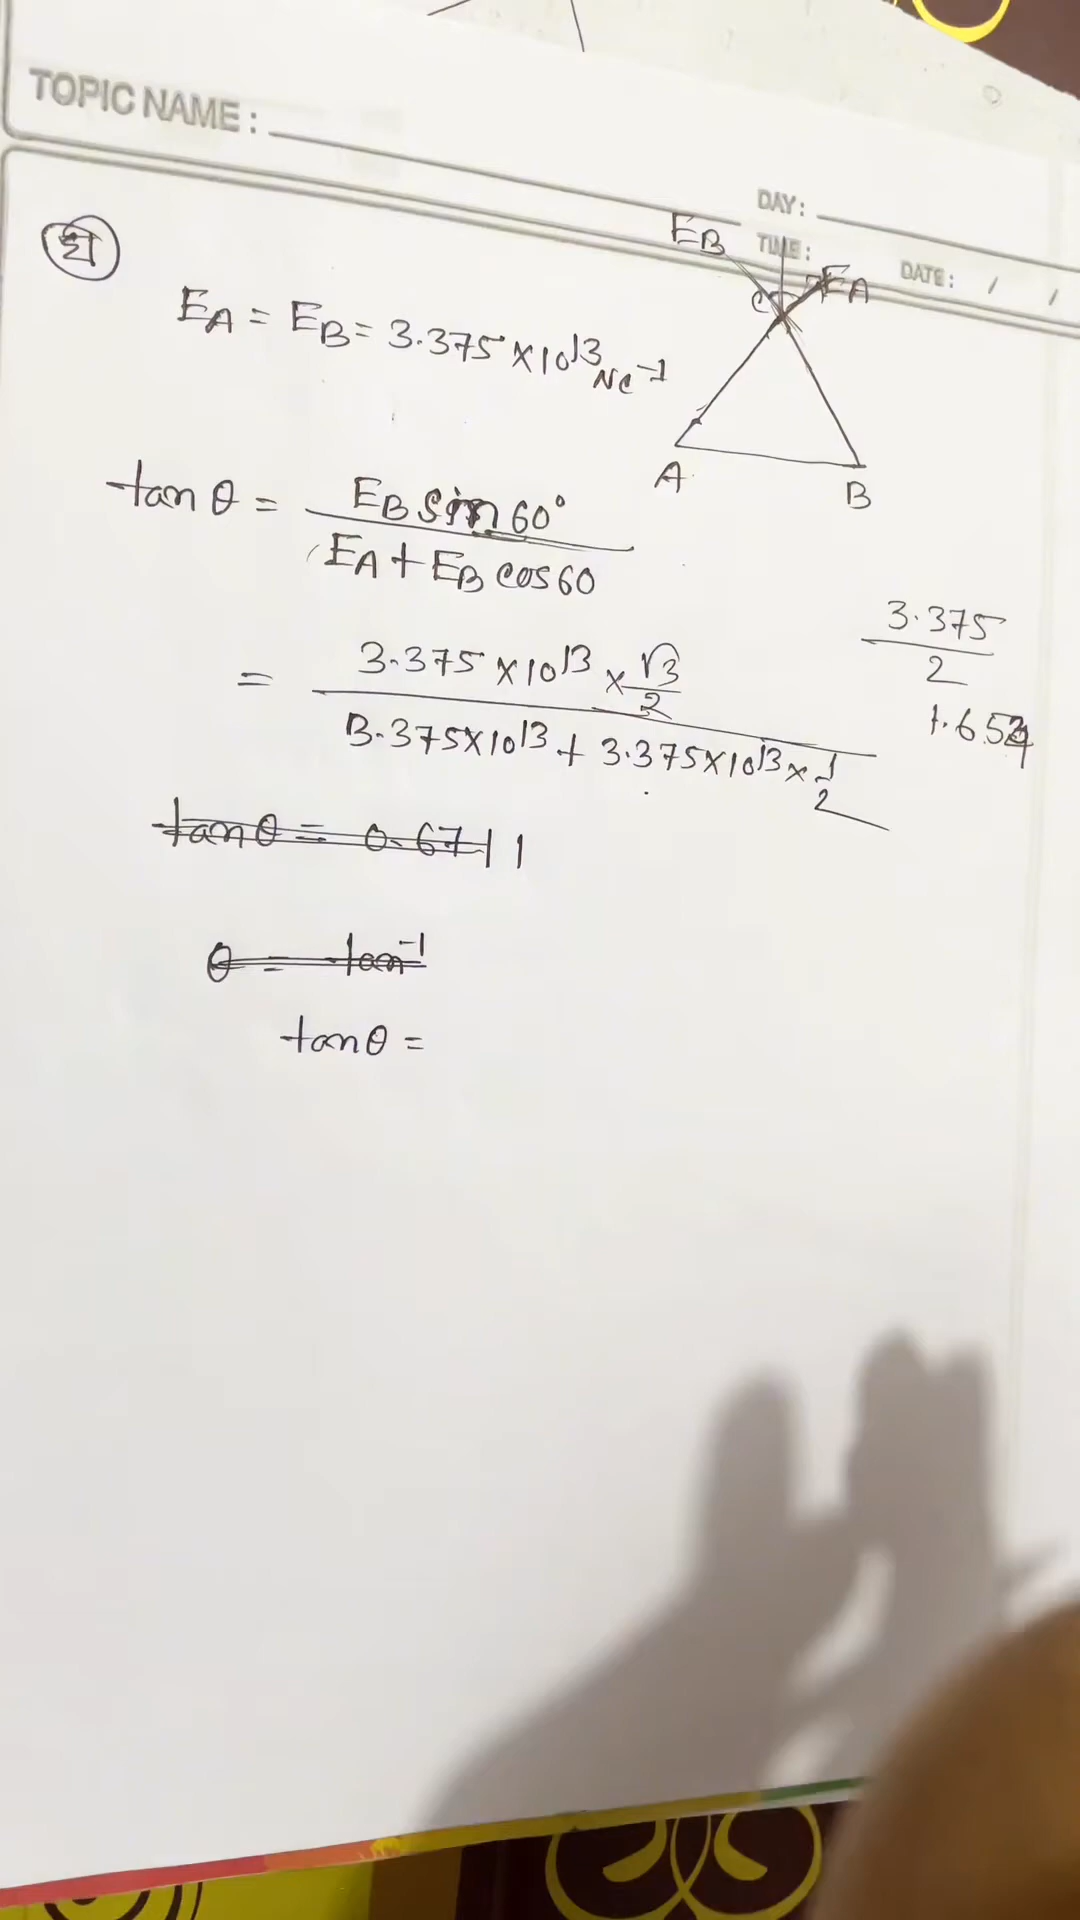 TOPIC NAME :
DAY :
TIME :
DATE : / /
ঘ
EB
EA
C
A
B
EA = EB = 3.375 × 10^13 NC^-1
tan θ = EB sin 60° / EA + EB cos 60
= 3.375 × 10^13 × √3/2 / 3.375 × 10^13 + 3.375 × 10^13 × 1/2
3.375 / 2
tan θ = 0.6711
θ = tan^-1
tan θ =